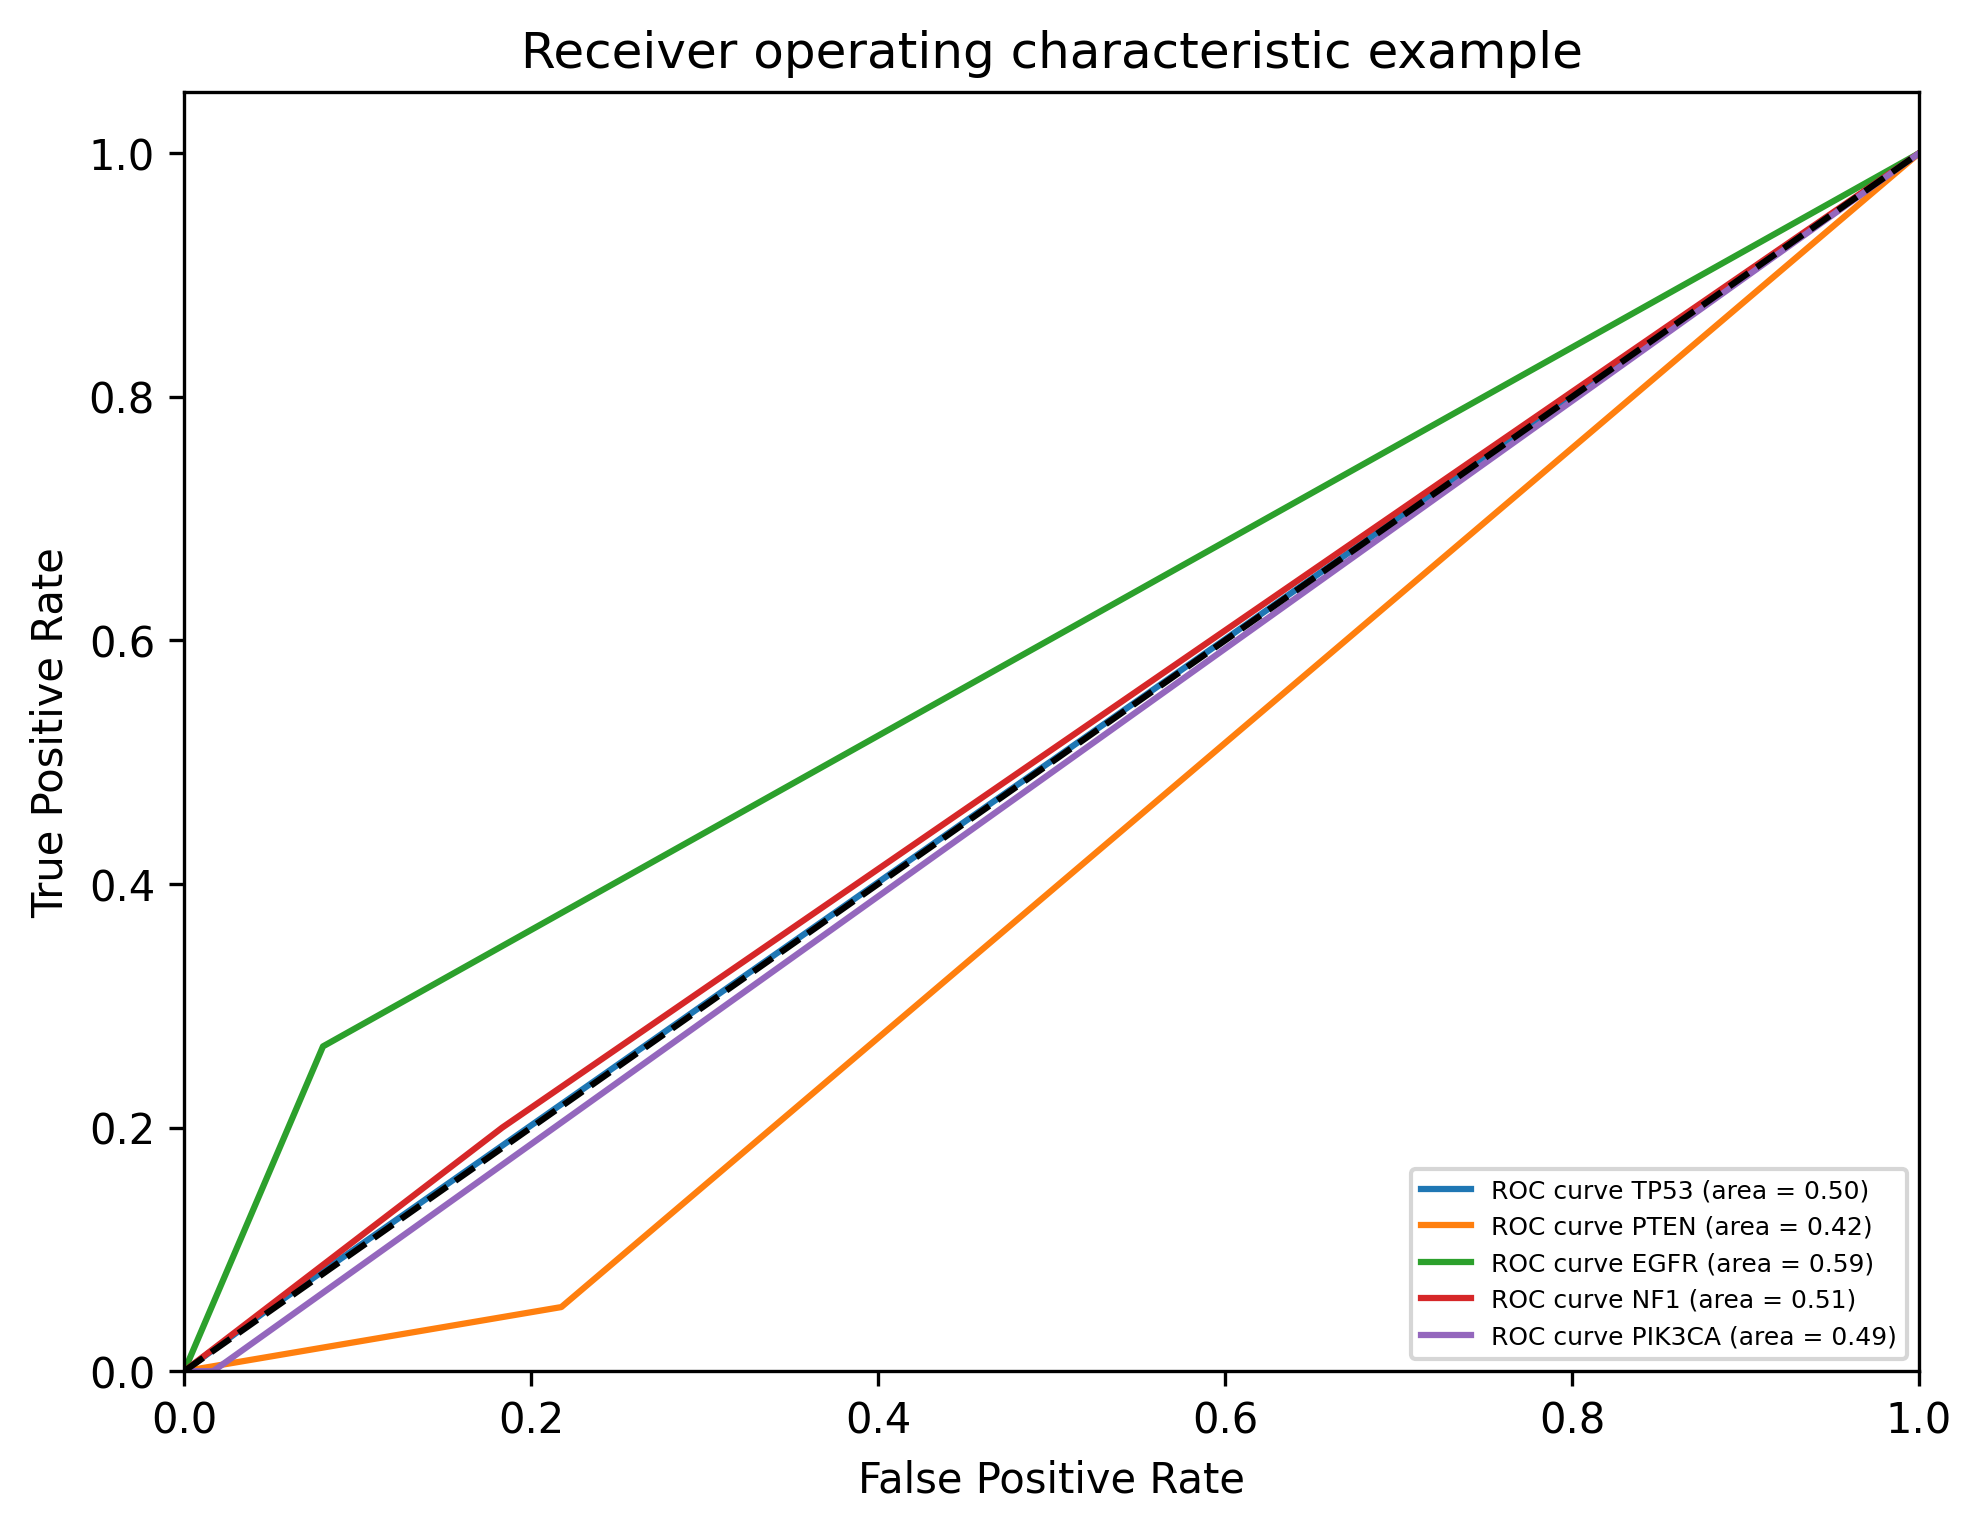 Receiver operating characteristic example
True Positive Rate
1.0
0.8
0.6
0.4
0.2
0.0
ROC curve TP53 (area = 0.50)
ROC curve PTEN (area = 0.42)
ROC curve EGFR (area = 0.59)
ROC curve NF1 (area = 0.51)
ROC curve PIK3CA (area = 0.49)
0.0 0.2 0.4 0.6 0.8 1.0
False Positive Rate